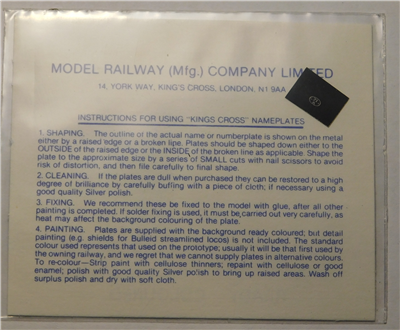 MODEL RAILWAY (Mfg.) COMPANY LIMITED
14, YORK WAY, KING'S CROSS, LONDON, N1 9AA
INSTRUCTIONS FOR USING "KINGS CROSS" NAMEPLATES
1. SHAPING. The outline of the actual name or numberplate is shown on the metal
either by a raised edge or a broken line. Plates should be shaped down either to the
OUTSIDE of the raised edge or the INSIDE of the broken line as applicable. Shape the
plate to the approximate size by a series of SMALL cuts with nail scissors to avoid
risk of distortion, and then file carefully to final shape.
2. CLEANING. If the plates are dull when purchased they can be restored to a high
degree of brilliance by carefully buffing with a piece of cloth; if necessary using a
good quality Silver polish.
3. FIXING. We recommend these be fixed to the model with glue, after all other
painting is completed. If solder fixing is used, it must be carried out very carefully, as
heat may affect the background colouring of the plate.
4. PAINTING. Plates are supplied with the background ready coloured; but detail
painting (e.g. shields for Bullied streamlined locos) is not included. The standard
colour used represents that used on the prototype; usually it will be that first used by
the owning railway, and we regret that we cannot supply plates in alternative colours.
To re-colour—Strip paint with cellulose thinners; repaint with cellulose or good
enamel; polish with good quality Silver polish to bring up raised areas. Wash off
surplus polish and dry with soft cloth.